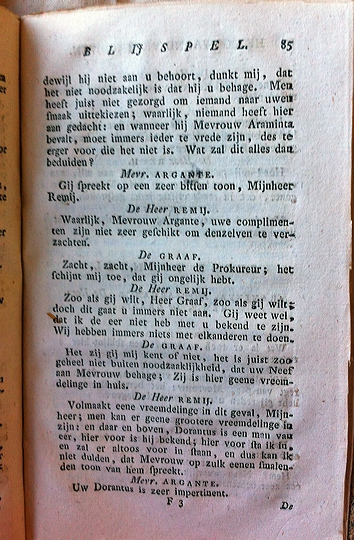 BLIJSPEL. 85
dewijl hij niet aan u behoort, dunkt mij, dat
het niet noodzakelijk is dat hij u behage. Men
heeft juist niet gezorgd om iemand naar uwen
ſmaak uittekiezen; waarlijk, niemand heeft hier
aan gedacht: en wanneer hij Mevrouw Araminta
bevalt, moet immers ieder te vrede zijn, des te
erger voor die het niet is. Wat zal dit alles dan
beduiden?
Mevr. ARGANTE.
Gij ſpreekt op een zeer bitſen toon, Mijnheer
Remij.
De Heer REMIJ.
Waarlijk, Mevrouw Argante, uwe complimen-
ten zijn niet geſchikt om denzelven te ver-
zachten.
De GRAAF.
Zacht, zacht, Mijnheer de Prokureur; het
ſchijnt mij toe, dat gij ongelijk hebt.
De Heer REMIJ.
Zoo als gij wilt, Heer Graaf, zoo als gij wilt;
doch dit gaat u immers niet aan. Gij weet wel,
dat ik de eer niet heb met u bekend te zijn.
Wij hebben immers niets met elkanderen te doen.
De GRAAF.
Het zij gij mij kent of niet, het is juist zoo
geheel niet buiten noodzaaklijkheid, dat uw Neef
aan Mevrouw behage; Zij is hier geene vreem-
delinge in huis.
De Heer REMIJ.
Volmaakt eene vreemdelinge in dit geval, Mijn-
heer; men kan er geene grootere vreemdelinge in
zijn: en daar en boven, Dorantus is een man van
eer, hier voor is hij bekend; hier voor ſta ik in,
en zal er altoos voor in ſtaan, en dus kan ik
niet dulden, dat Mevrouw op zulk eenen ſmalen-
den toon van hem ſpreekt.
Mevr. ARGANTE.
Uw Dorantus is zeer impertinent.
F 3 De